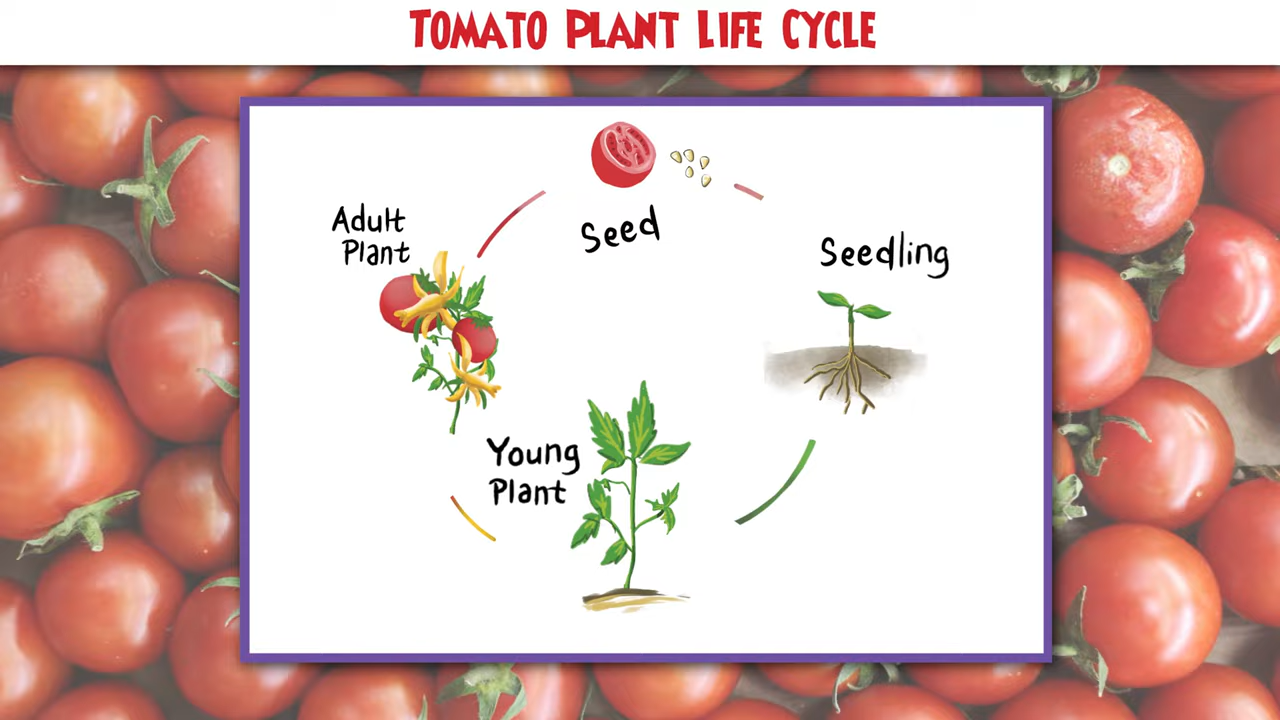 TOMATO PLANT LIFE CYCLE
Seed
Adult
Plant
Seedling
Young
Plant